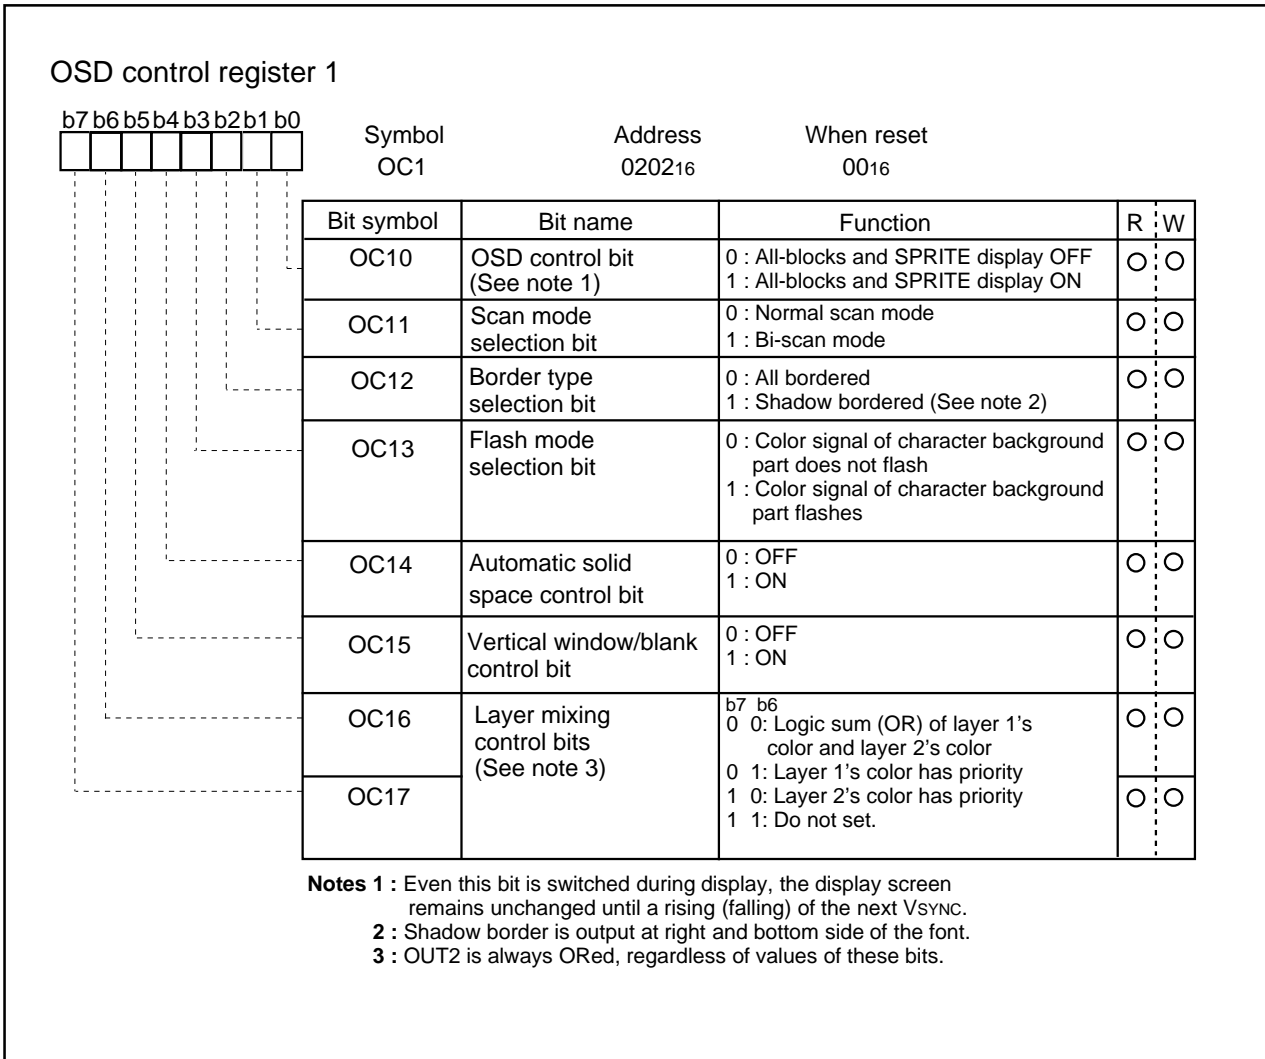 OSD control register 1
b7 b6 b5 b4 b3 b2 b1 b0
Symbol Address When reset
OC1 020216 0016
Bit symbol Bit name Function R W
OC10 OSD control bit (See note 1) 0 : All-blocks and SPRITE display OFF
1 : All-blocks and SPRITE display ON
OC11 Scan mode selection bit 0 : Normal scan mode
1 : Bi-scan mode
OC12 Border type selection bit 0 : All bordered
1 : Shadow bordered (See note 2)
OC13 Flash mode selection bit 0 : Color signal of character background
part does not flash
1 : Color signal of character background
part flashes
OC14 Automatic solid space control bit 0 : OFF
1 : ON
OC15 Vertical window/blank control bit 0 : OFF
1 : ON
OC16 Layer mixing control bits (See note 3) b7 b6
0 0: Logic sum (OR) of layer 1’s
color and layer 2’s color
0 1: Layer 1’s color has priority
OC17 1 0: Layer 2’s color has priority
1 1: Do not set.
Notes 1 : Even this bit is switched during display, the display screen
remains unchanged until a rising (falling) of the next VSYNC.
2 : Shadow border is output at right and bottom side of the font.
3 : OUT2 is always ORed, regardless of values of these bits.